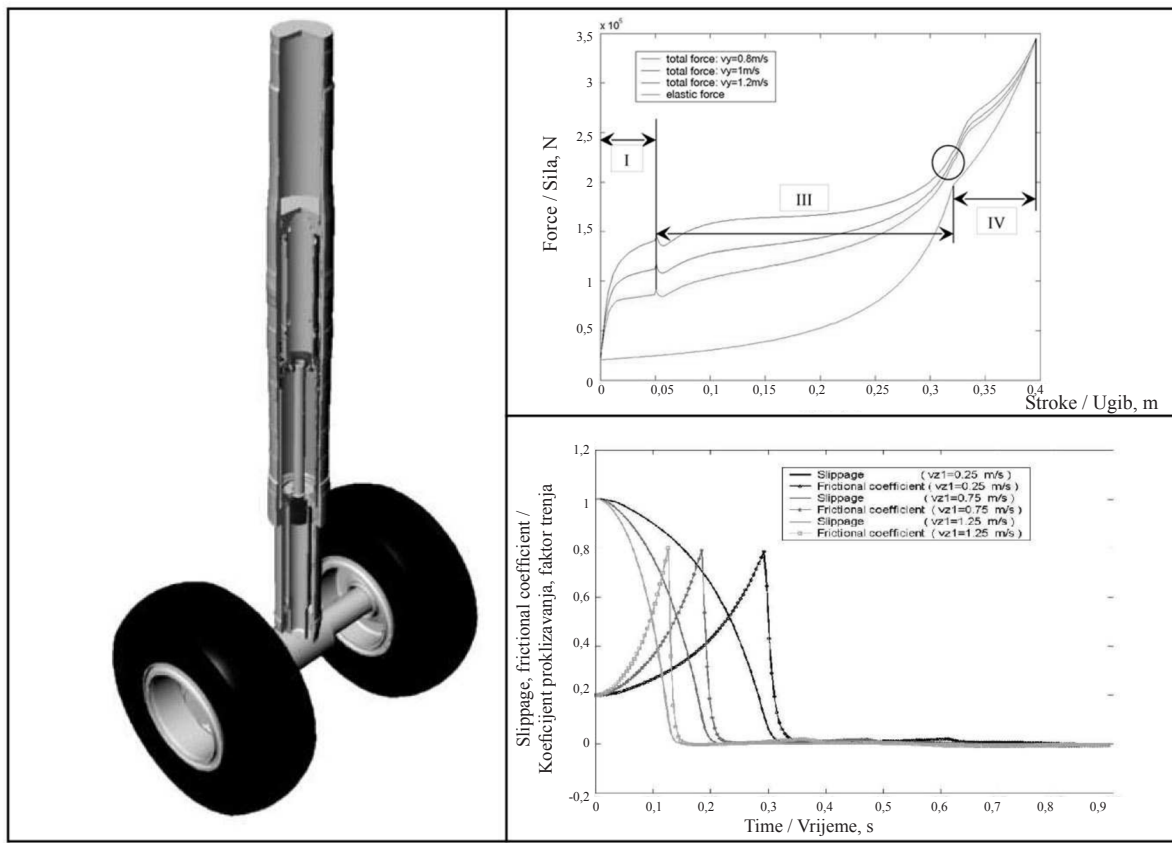 x 10⁵
3,5
3
2,5
2
1,5
1
0,5
0
Force / Sila, N
total force: vy=0.8m/s
total force: vy=1m/s
total force: vy=1.2m/s
elastic force
I
III
IV
0 0,05 0,1 0,15 0,2 0,25 0,3 0,35 0,4
Stroke / Ugib, m
1,2
1
0,8
0,6
0,4
0,2
0
-0,2
Slippage, frictional coefficient /
Koeficijent proklizavanja, faktor trenja
Slippage ( vz1=0.25 m/s )
Frictional coefficient ( vz1=0.25 m/s )
Slippage ( vz1=0.75 m/s )
Frictional coefficient ( vz1=0.75 m/s )
Slippage ( vz1=1.25 m/s )
Frictional coefficient ( vz1=1.25 m/s )
0 0,1 0,2 0,3 0,4 0,5 0,6 0,7 0,8 0,9
Time / Vrijeme, s